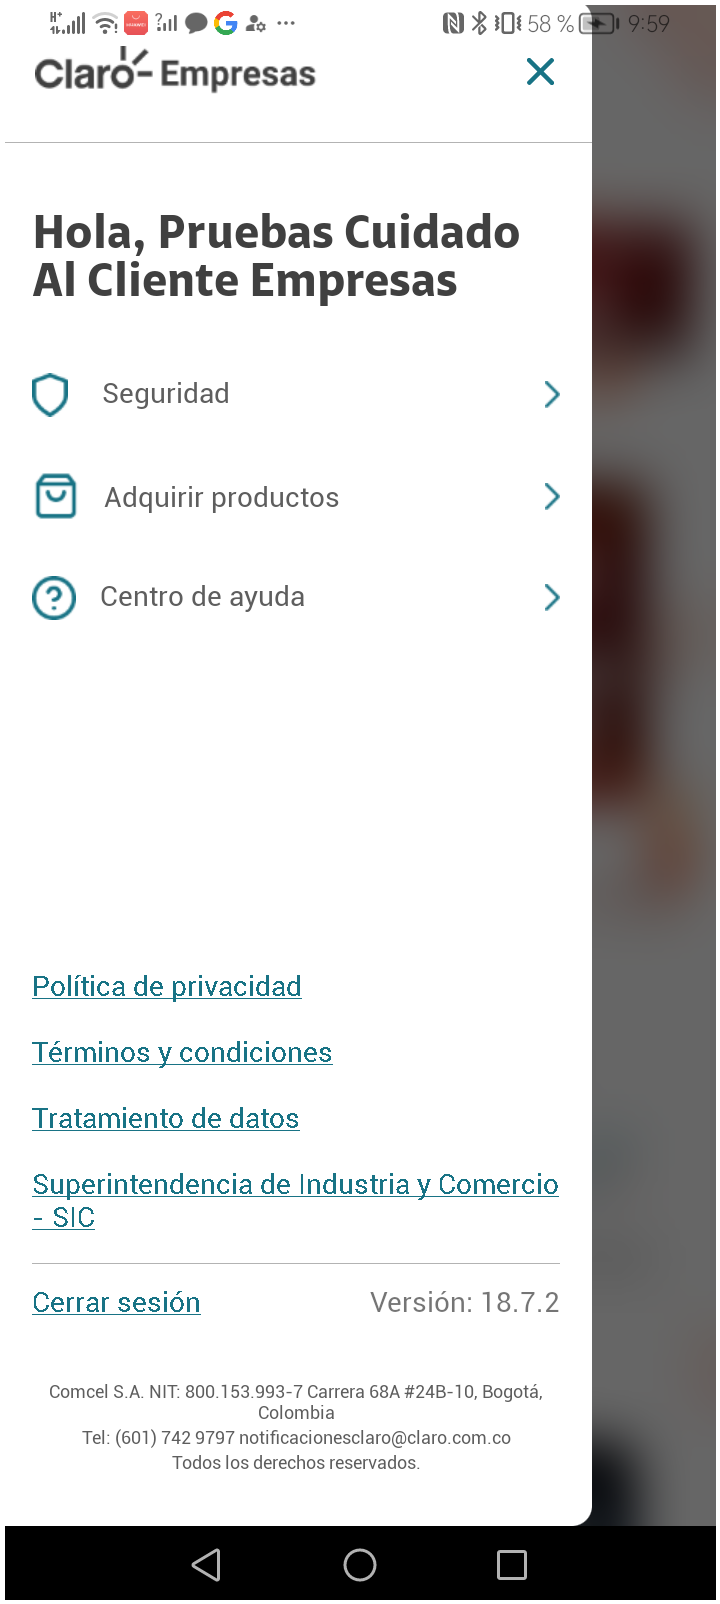 58 % 9:59
Claro Empresas
Hola, Pruebas Cuidado
Al Cliente Empresas
Seguridad
Adquirir productos
Centro de ayuda
Política de privacidad
Términos y condiciones
Tratamiento de datos
Superintendencia de Industria y Comercio
- SIC
Cerrar sesión Versión: 18.7.2
Comcel S.A. NIT: 800.153.993-7 Carrera 68A #24B-10, Bogotá,
Colombia
Tel: (601) 742 9797 notificacionesclaro@claro.com.co
Todos los derechos reservados.